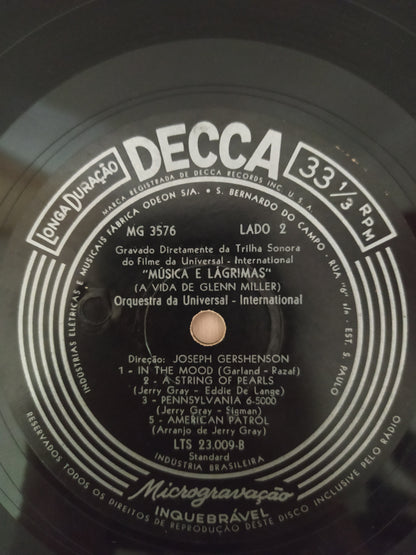 LONGA DURAÇÃO
DECCA
33 1/3 RPM
MARCA REGISTRADA DE DECCA RECORDS INC. U.S.A.
INDUSTRIAS ELÉTRICAS E MUSICAIS FÁBRICA ODEON S/A. • S. BERNARDO DO CAMPO - RUA "6" s/n - EST. S. PAULO
MG 3576 LADO 2
Gravado Diretamente da Trilha Sonora
do Filme da Universal - International
"MÚSICA E LÁGRIMAS"
(A VIDA DE GLENN MILLER)
Orquestra da Universal - International
Direção: JOSEPH GERSHENSON
1 - IN THE MOOD (Garland - Razaf)
2 - A STRING OF PEARLS
(Jerry Gray - Eddie De Lange)
3 - PENNSYLVANIA 6-5000
(Jerry Gray - Sigman)
5 - AMERICAN PATROL
(Arranjo de Jerry Gray)
LTS 23.009-B
Standard
INDÚSTRIA BRASILEIRA
Microgravação
INQUEBRÁVEL
RESERVADOS TODOS OS DIREITOS DE REPRODUÇÃO DESTE DISCO INCLUSIVE PELO RÁDIO